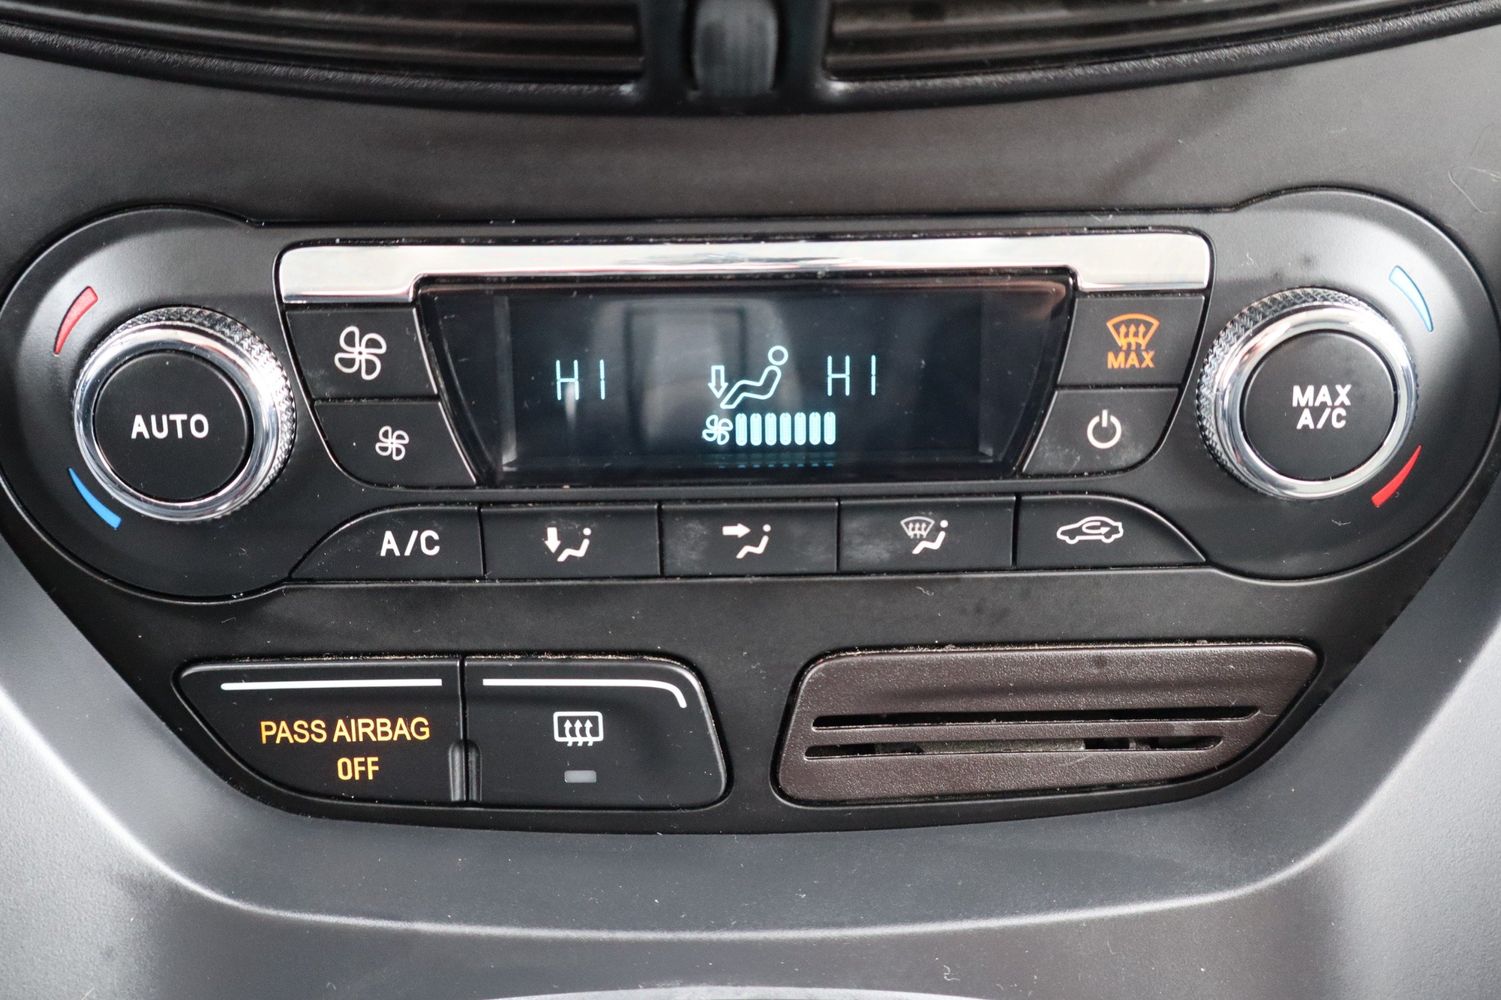 HI HI
MAX
AUTO
MAX
A/C
A/C
PASS AIRBAG
OFF